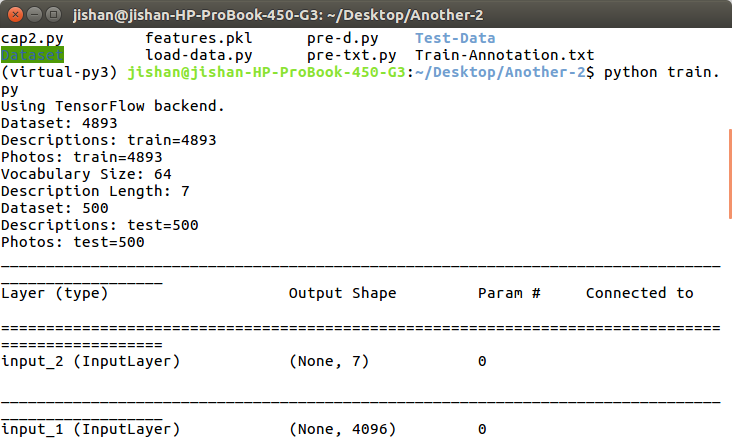 jishan@jishan-HP-ProBook-450-G3: ~/Desktop/Another-2
cap2.py         features.pkl   pre-d.py    Test-Data
Dataset         load-data.py   pre-txt.py  Train-Annotation.txt
(virtual-py3) jishan@jishan-HP-ProBook-450-G3:~/Desktop/Another-2$ python train.
py
Using TensorFlow backend.
Dataset: 4893
Descriptions: train=4893
Photos: train=4893
Vocabulary Size: 64
Description Length: 7
Dataset: 500
Descriptions: test=500
Photos: test=500
________________________________________________________________________________
__________________
Layer (type)                    Output Shape         Param #     Connected to
================================================================================
==================
input_2 (InputLayer)            (None, 7)            0
________________________________________________________________________________
__________________
input_1 (InputLayer)            (None, 4096)         0